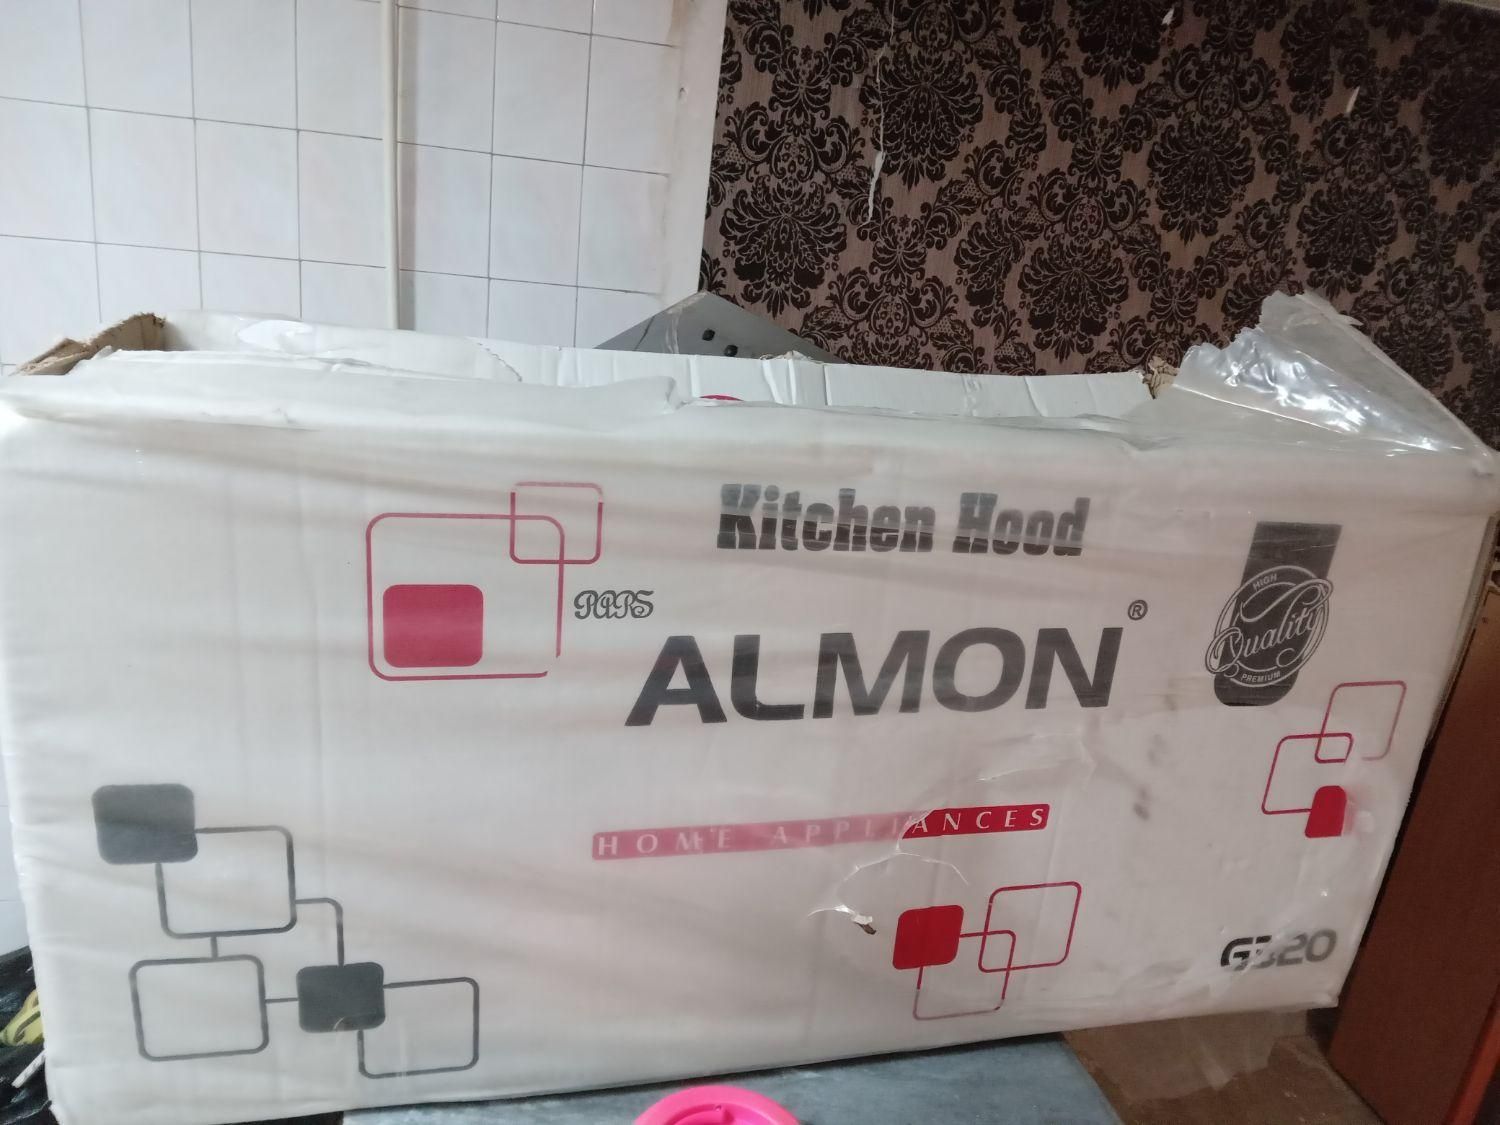 Kitchen Hood
PAPS
ALMON®
HIGH
Quality
PREMIUM
HOME APPLIANCES
G320